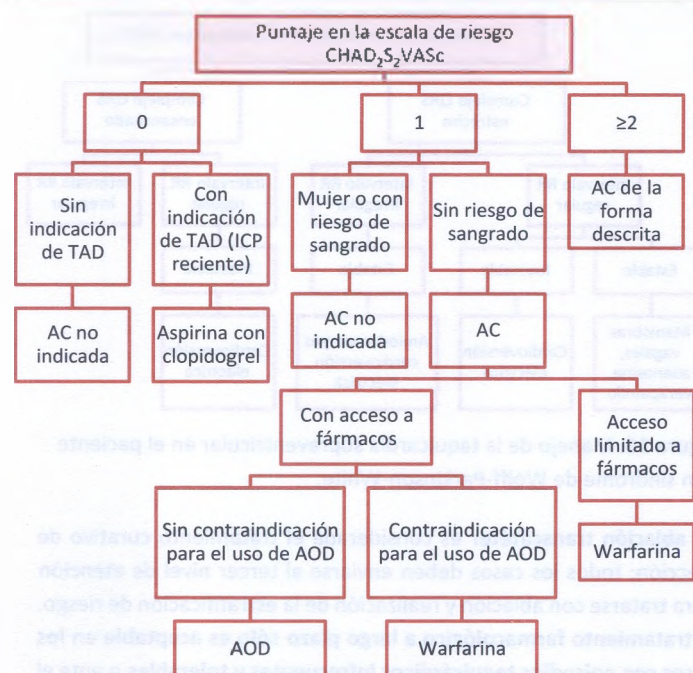 Puntaje en la escala de riesgo
CHAD₂S₂VASc
0
1
≥2
Sin
indicación
de TAD
Con
indicación
de TAD (ICP
reciente)
Mujer o con
riesgo de
sangrado
Sin riesgo de
sangrado
AC de la
forma
descrita
AC no
indicada
Aspirina con
clopidogrel
AC no
indicada
AC
Con acceso a
fármacos
Acceso
limitado a
fármacos
Sin contraindicación
para el uso de AOD
Contraindicación
para el uso de AOD
Warfarina
AOD
Warfarina